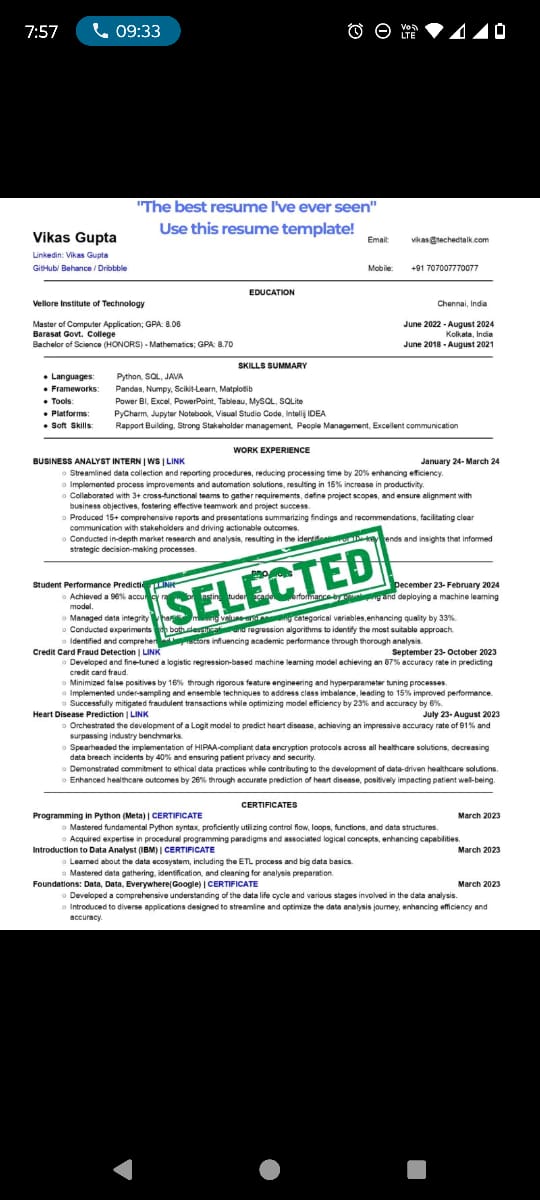 7:57
09:33
Vo))
LTE
"The best resume I've ever seen"
Use this resume template!
Vikas Gupta
Email: vikas@techedtalk.com
Linkedin: Vikas Gupta
GitHub/ Behance / Dribbble
Mobile: +91 707007770077
EDUCATION
Vellore Institute of Technology Chennai, India
Master of Computer Application; GPA: 8.06 June 2022 - August 2024
Barasat Govt. College Kolkata, India
Bachelor of Science (HONORS) - Mathematics; GPA: 8.70 June 2018 - August 2021
SKILLS SUMMARY
• Languages: Python, SQL, JAVA
• Frameworks: Pandas, Numpy, Scikit-Learn, Matplotlib
• Tools: Power BI, Excel, PowerPoint, Tableau, MySQL, SQLite
• Platforms: PyCharm, Jupyter Notebook, Visual Studio Code, Intellij IDEA
• Soft Skills: Rapport Building, Strong Stakeholder management, People Management, Excellent communication
WORK EXPERIENCE
BUSINESS ANALYST INTERN | WS | LINK January 24- March 24
○ Streamlined data collection and reporting procedures, reducing processing time by 20% enhancing efficiency.
○ Implemented process improvements and automation solutions, resulting in 15% increase in productivity.
○ Collaborated with 3+ cross-functional teams to gather requirements, define project scopes, and ensure alignment with
business objectives, fostering effective teamwork and project success.
○ Produced 15+ comprehensive reports and presentations summarizing findings and recommendations, facilitating clear
communication with stakeholders and driving actionable outcomes.
○ Conducted in-depth market research and analysis, resulting in the and insights that informed
strategic decision-making processes.
SELECTED
Student Performance LINK December 23- February 2024
○ Achieved a 96% performance by and deploying a machine learning
model.
○ Managed data integrity values and categorical variables,enhancing quality by 33%.
○ Conducted experiments both and regression algorithms to identify the most suitable approach.
○ Identified and factors influencing academic performance through thorough analysis.
Credit Card Fraud Detection | LINK September 23- October 2023
○ Developed and fine-tuned a logistic regression-based machine learning model achieving an 87% accuracy rate in predicting
credit card fraud.
○ Minimized false positives by 16% through rigorous feature engineering and hyperparameter tuning processes.
○ Implemented under-sampling and ensemble techniques to address class imbalance, leading to 15% improved performance.
○ Successfully mitigated fraudulent transactions while optimizing model efficiency by 23% and accuracy by 6%.
Heart Disease Prediction | LINK July 23- August 2023
○ Orchestrated the development of a Logit model to predict heart disease, achieving an impressive accuracy rate of 91% and
surpassing industry benchmarks.
○ Spearheaded the implementation of HIPAA-compliant data encryption protocols across all healthcare solutions, decreasing
data breach incidents by 40% and ensuring patient privacy and security.
○ Demonstrated commitment to ethical data practices while contributing to the development of data-driven healthcare solutions.
○ Enhanced healthcare outcomes by 26% through accurate prediction of heart disease, positively impacting patient well-being.
CERTIFICATES
Programming in Python (Meta) | CERTIFICATE March 2023
○ Mastered fundamental Python syntax, proficiently utilizing control flow, loops, functions, and data structures.
○ Acquired expertise in procedural programming paradigms and associated logical concepts, enhancing capabilities.
Introduction to Data Analyst (IBM) | CERTIFICATE March 2023
○ Learned about the data ecosystem, including the ETL process and big data basics.
○ Mastered data gathering, identification, and cleaning for analysis preparation.
Foundations: Data, Data, Everywhere(Google) | CERTIFICATE March 2023
○ Developed a comprehensive understanding of the data life cycle and various stages involved in the data analysis.
○ Introduced to diverse applications designed to streamline and optimize the data analysis journey, enhancing efficiency and
accuracy.